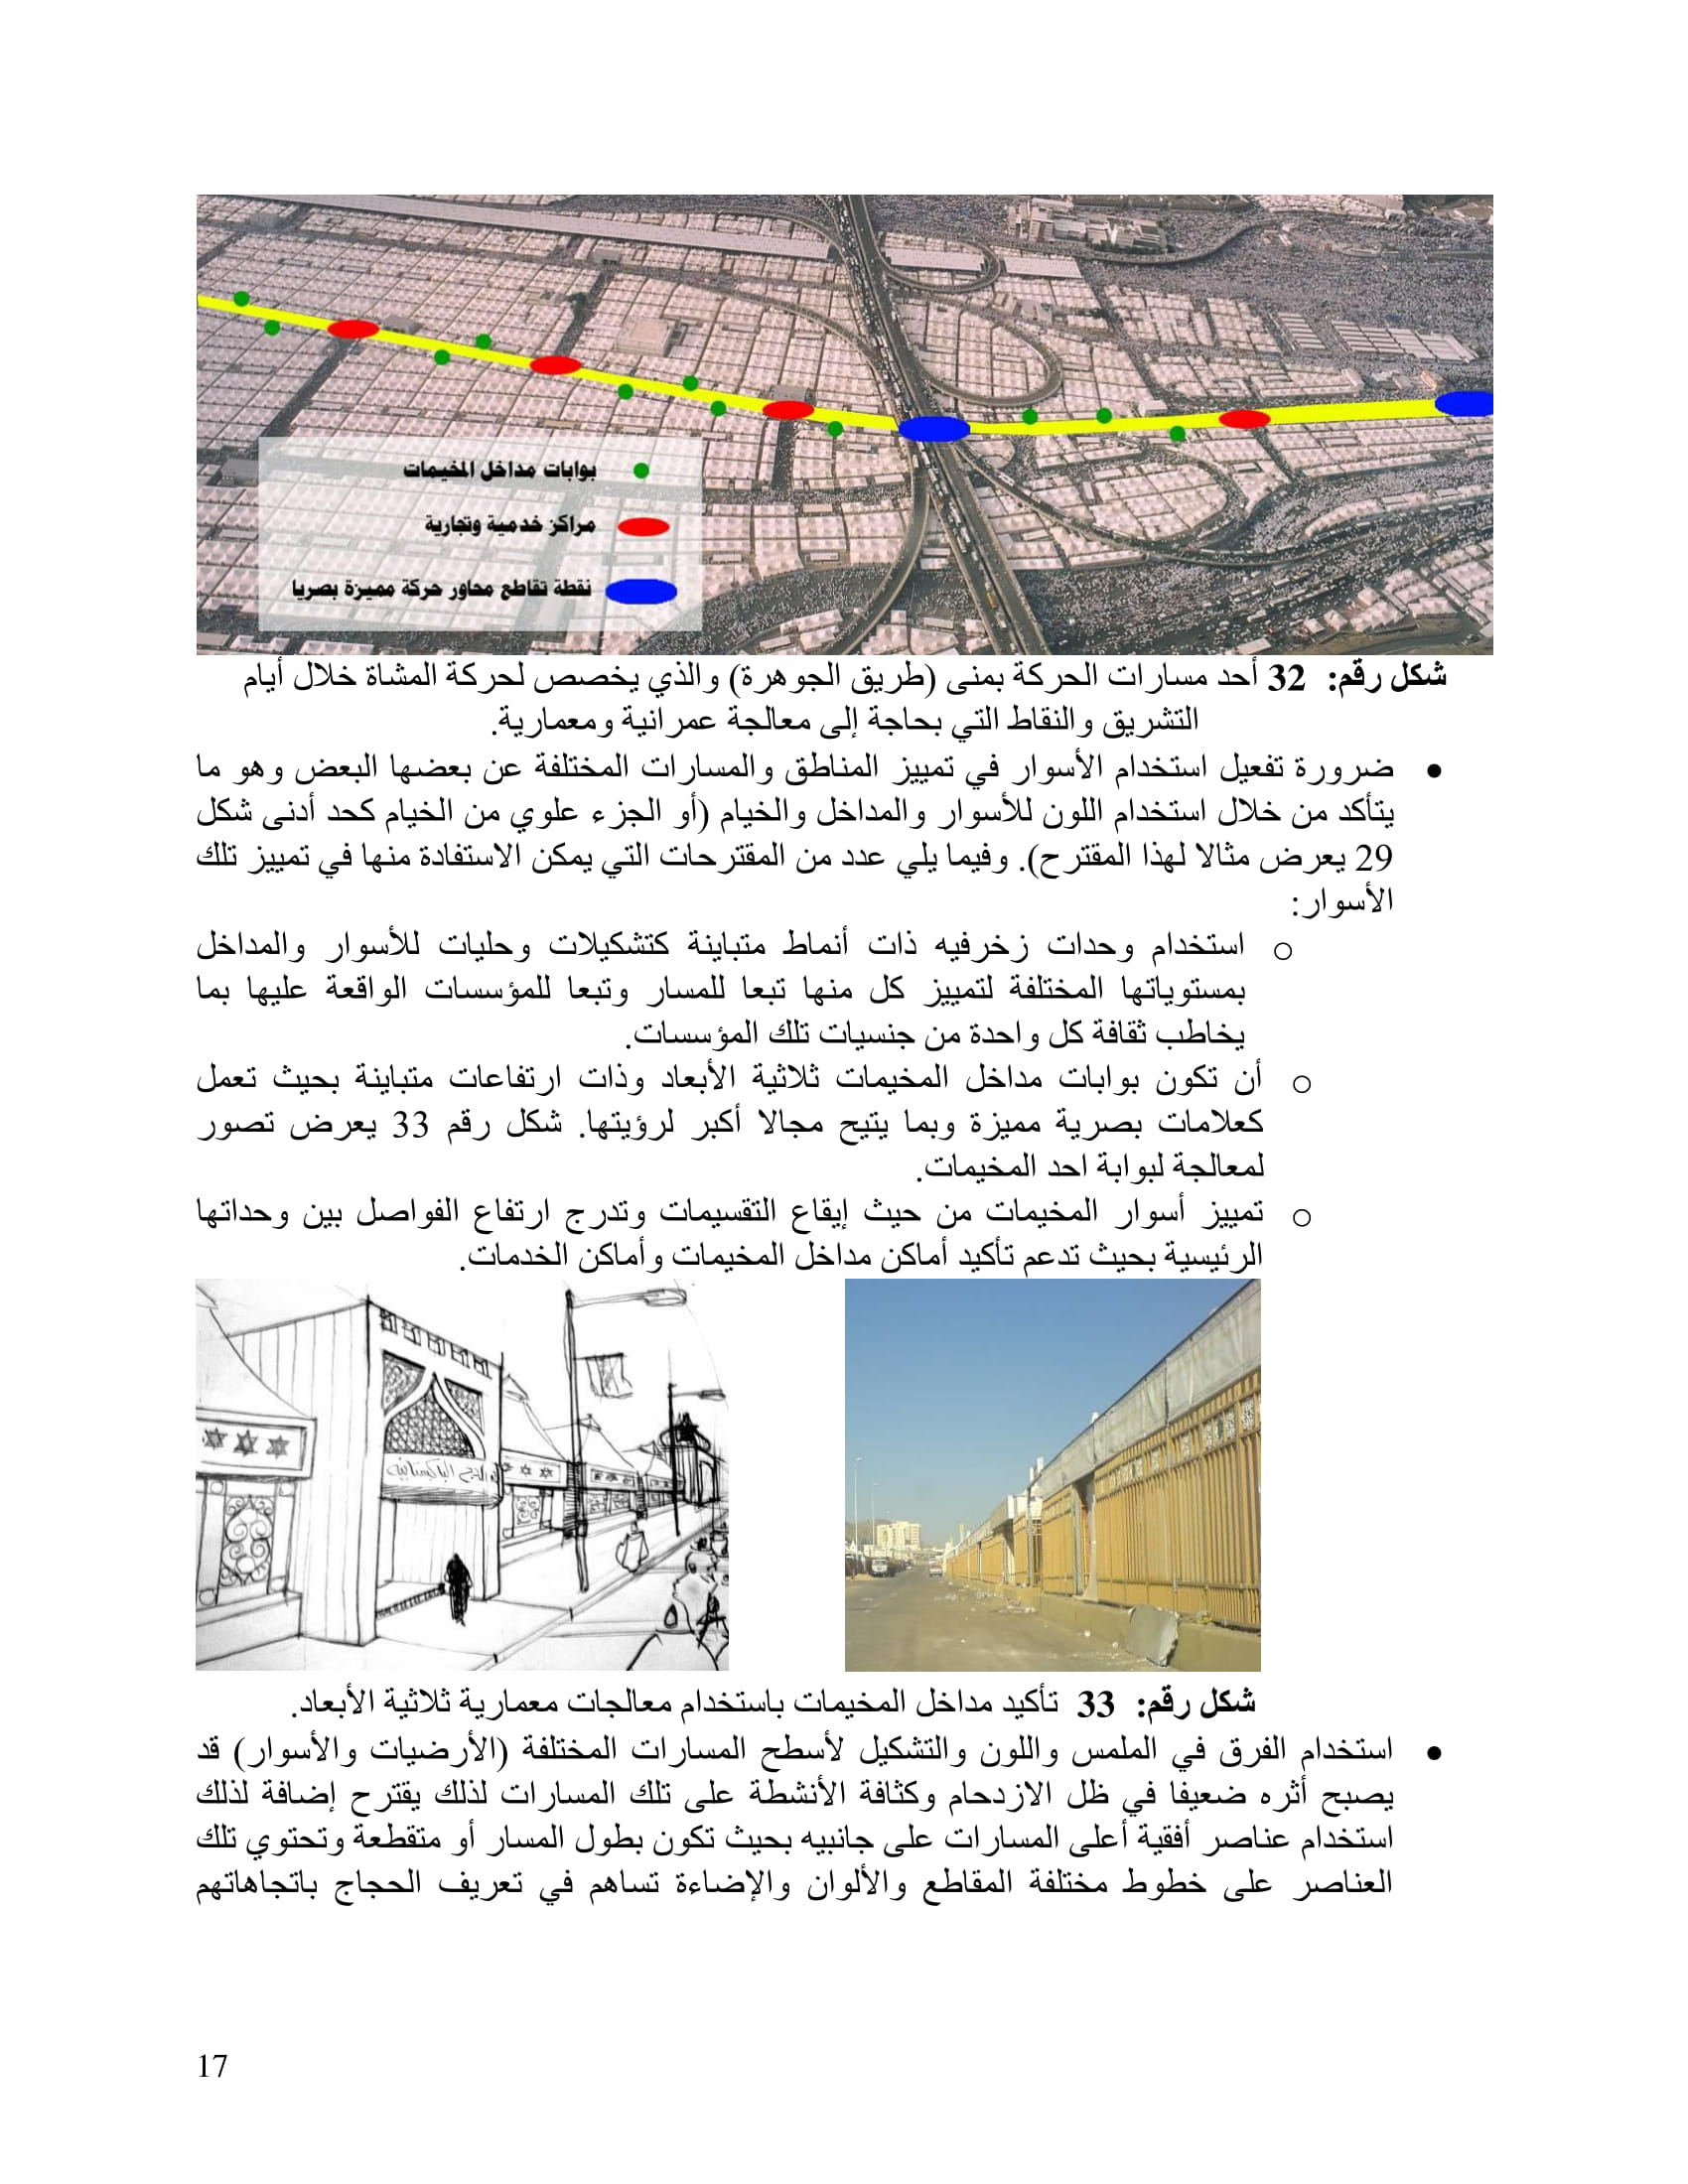 بوابات مداخل المخيمات
مراكز خدمية وتجارية
نقطة تقاطع محاور حركة مميزة بصريا
شكل رقم: 32 أحد مسارات الحركة بمنى (طريق الجوهرة) والذي يخصص لحركة المشاة خلال أيام
التشريق والنقاط التي بحاجة إلى معالجة عمرانية ومعمارية.
• ضرورة تفعيل استخدام الأسوار في تمييز المناطق والمسارات المختلفة عن بعضها البعض وهو ما
يتأكد من خلال استخدام اللون للأسوار والمداخل والخيام (أو الجزء علوي من الخيام كحد أدنى شكل
29 يعرض مثالا لهذا المقترح). وفيما يلي عدد من المقترحات التي يمكن الاستفادة منها في تمييز تلك
الأسوار:
o استخدام وحدات زخرفيه ذات أنماط متباينة كتشكيلات وحليات للأسوار والمداخل
بمستوياتها المختلفة لتمييز كل منها تبعا للمسار وتبعا للمؤسسات الواقعة عليها بما
يخاطب ثقافة كل واحدة من جنسيات تلك المؤسسات.
o أن تكون بوابات مداخل المخيمات ثلاثية الأبعاد وذات ارتفاعات متباينة بحيث تعمل
كعلامات بصرية مميزة وبما يتيح مجالا أكبر لرؤيتها. شكل رقم 33 يعرض تصور
لمعالجة لبوابة احد المخيمات.
o تمييز أسوار المخيمات من حيث إيقاع التقسيمات وتدرج ارتفاع الفواصل بين وحداتها
الرئيسية بحيث تدعم تأكيد أماكن مداخل المخيمات وأماكن الخدمات.
الحج الباكستانية
شكل رقم: 33 تأكيد مداخل المخيمات باستخدام معالجات معمارية ثلاثية الأبعاد.
• استخدام الفرق في الملمس واللون والتشكيل لأسطح المسارات المختلفة (الأرضيات والأسوار) قد
يصبح أثره ضعيفا في ظل الازدحام وكثافة الأنشطة على تلك المسارات لذلك يقترح إضافة لذلك
استخدام عناصر أفقية أعلى المسارات على جانبيه بحيث تكون بطول المسار أو متقطعة وتحتوي تلك
العناصر على خطوط مختلفة المقاطع والألوان والإضاءة تساهم في تعريف الحجاج باتجاهاتهم
17